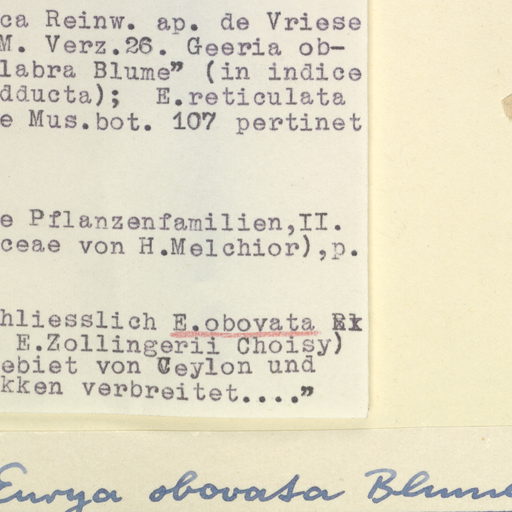 ca Reinw. ap. de Vriese
M. Verz.26. Geeria ob-
labra Blume" (in indice
dducta); E.reticulata
e Mus.bot. 107 pertinet
e Pflanzenfamilien,II.
ceae von H.Melchior),p.
hliesslich E.obovata
E.Zollingerii Choisy)
ebiet von Ceylon und
kken verbreitet...."
Eurya obovata Blume